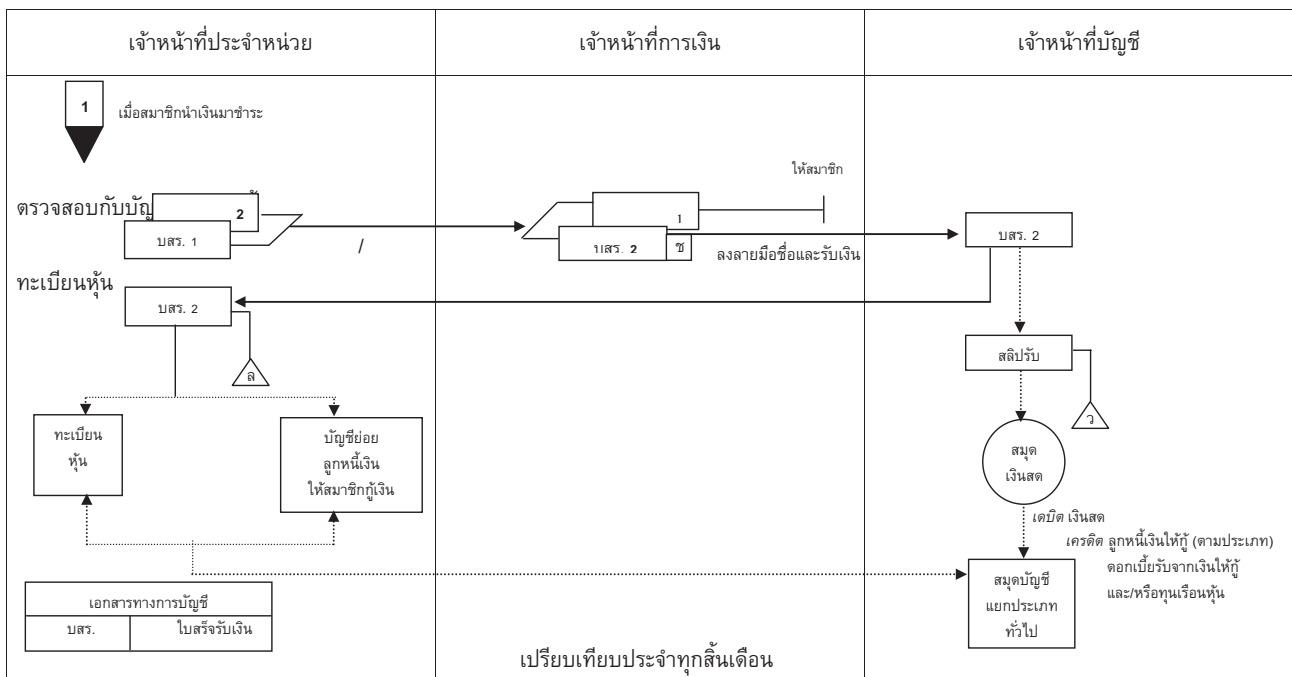 เจ้าหน้าที่ประจำหน่วย
เจ้าหน้าที่การเงิน
เจ้าหน้าที่บัญชี
1
เมื่อสมาชิกนำเงินมาชำระ
ให้สมาชิก
ตรวจสอบกับบัญ
2
1
บสร. 1
/
บสร. 2
ช
ลงลายมือชื่อและรับเงิน
บสร. 2
ทะเบียนหุ้น
บสร. 2
ล
สลิปรับ
ว
ทะเบียน
หุ้น
บัญชีย่อย
ลูกหนี้เงิน
ให้สมาชิกกู้เงิน
สมุด
เงินสด
เดบิต เงินสด
เครดิต ลูกหนี้เงินให้กู้ (ตามประเภท)
ดอกเบี้ยรับจากเงินให้กู้
และ/หรือทุนเรือนหุ้น
สมุดบัญชี
แยกประเภท
ทั่วไป
เอกสารทางการบัญชี
บสร. ใบสร็จรับเงิน
เปรียบเทียบประจำทุกสิ้นเดือน